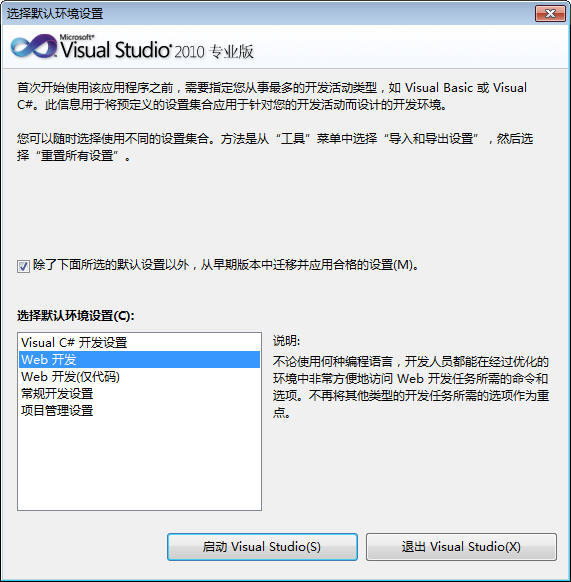 选择默认环境设置
Microsoft®
Visual Studio® 2010 专业版
首次开始使用该应用程序之前，需要指定您从事最多的开发活动类型，如 Visual Basic 或 Visual
C#。此信息用于将预定义的设置集合应用于针对您的开发活动而设计的开发环境。
您可以随时选择使用不同的设置集合。方法是从“工具”菜单中选择“导入和导出设置”，然后选
择“重置所有设置”。
除了下面所选的默认设置以外，从早期版本中迁移并应用合格的设置(M)。
选择默认环境设置(C):
Visual C# 开发设置
Web 开发
Web 开发(仅代码)
常规开发设置
项目管理设置
说明:
不论使用何种编程语言，开发人员都能在经过优化的
环境中非常方便地访问 Web 开发任务所需的命令和
选项。不再将其他类型的开发任务所需的选项作为重
点。
启动 Visual Studio(S)
退出 Visual Studio(X)